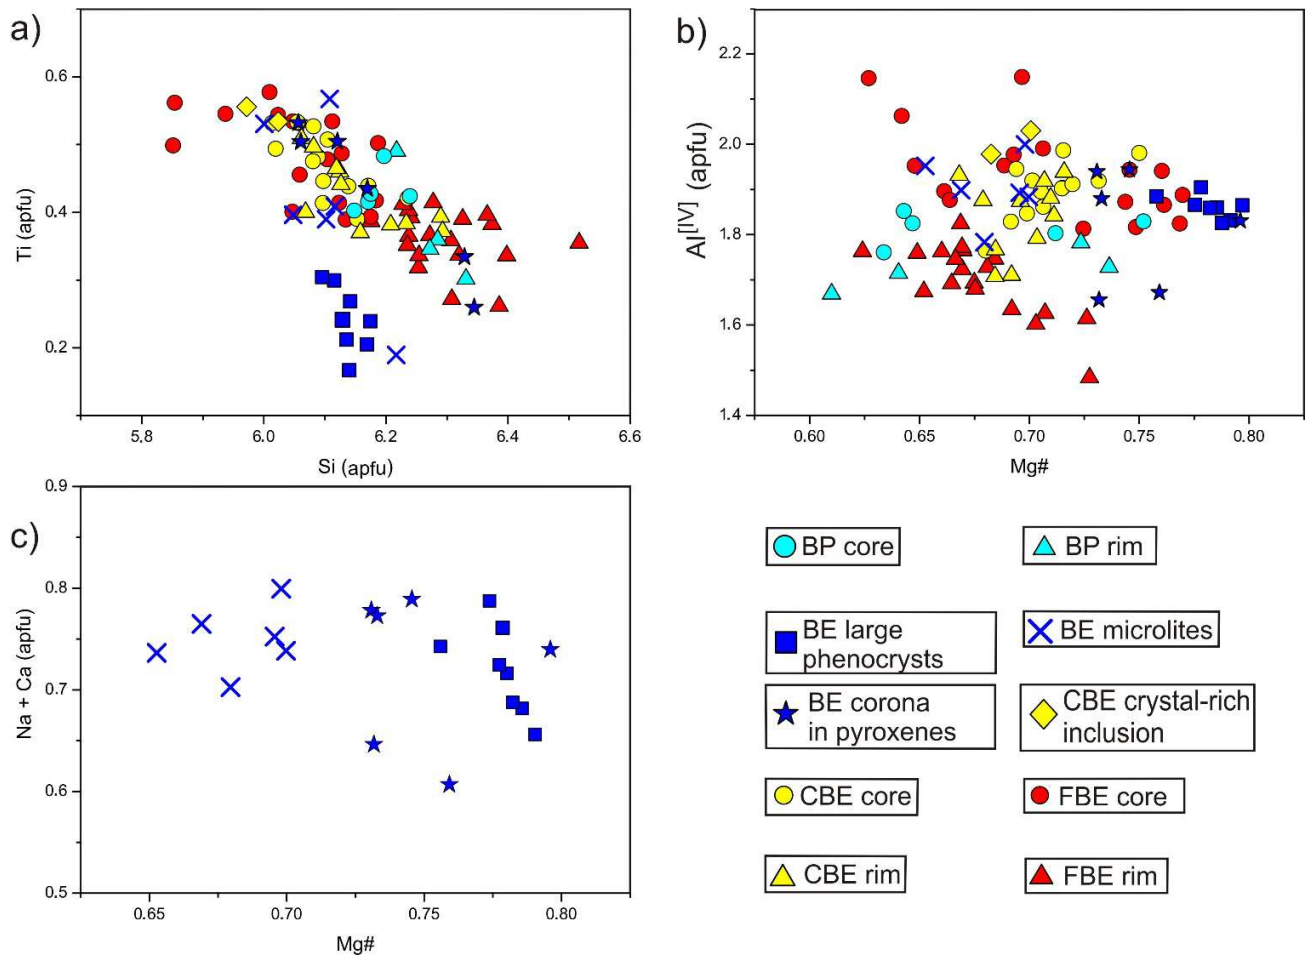 a)
0.6
0.4
0.2
Ti (apfu)
5.8 6.0 6.2 6.4 6.6
Si (apfu)
b)
2.2
2.0
1.8
1.6
1.4
Al[IV] (apfu)
0.60 0.65 0.70 0.75 0.80
Mg#
c)
0.9
0.8
0.7
0.6
0.5
Na + Ca (apfu)
0.65 0.70 0.75 0.80
Mg#
BP core
BP rim
BE large
phenocrysts
BE microlites
BE corona
in pyroxenes
CBE crystal-rich
inclusion
CBE core
FBE core
CBE rim
FBE rim